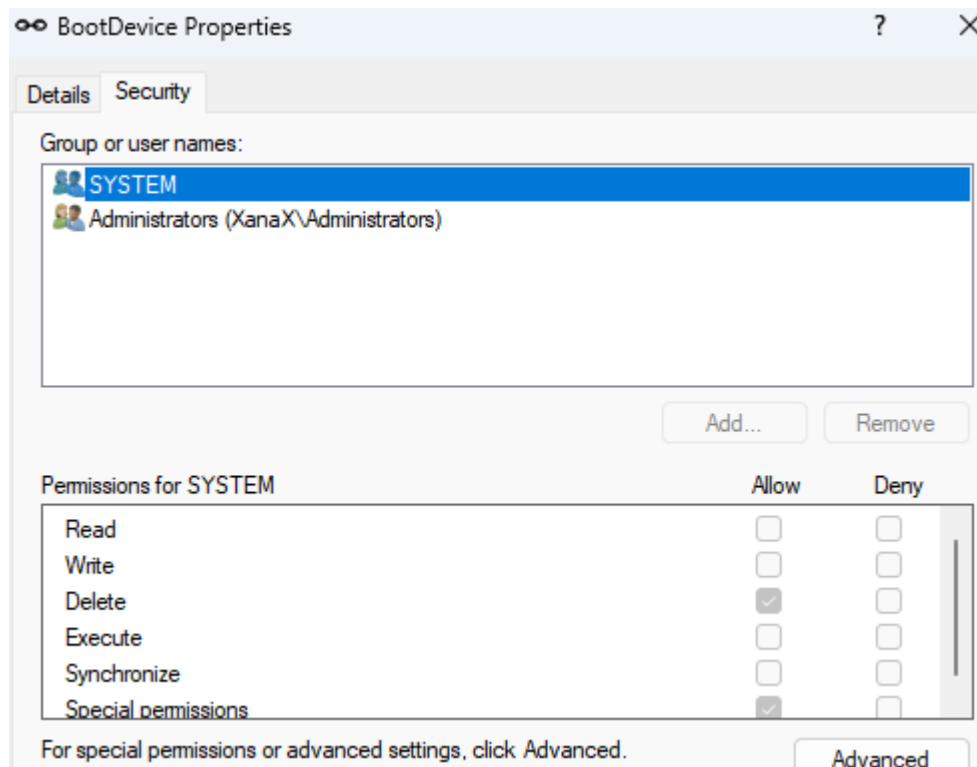 BootDevice Properties ?
Details Security
Group or user names:
SYSTEM
Administrators (XanaX\Administrators)
Add... Remove
Permissions for SYSTEM Allow Deny
Read
Write
Delete
Execute
Synchronize
Special permissions
For special permissions or advanced settings, click Advanced.
Advanced